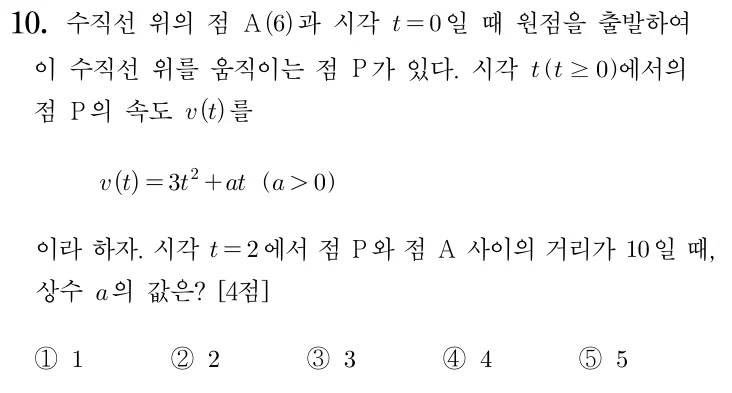 10. 수직선 위의 점 A(6)과 시각 t=0일 때 원점을 출발하여
이 수직선 위를 움직이는 점 P가 있다. 시각 t(t≥0)에서의
점 P의 속도 v(t)를
v(t)=3t²+at (a>0)
이라 하자. 시각 t=2에서 점 P와 점 A 사이의 거리가 10일 때,
상수 a의 값은? [4점]
① 1 ② 2 ③ 3 ④ 4 ⑤ 5